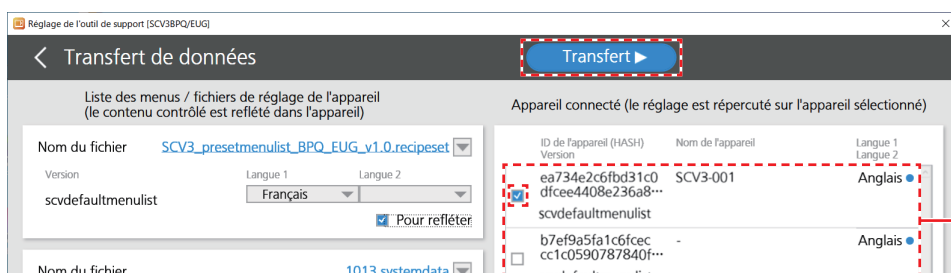 Réglage de l'outil de support [SCV3BPQ/EUG]
Transfert de données
Transfert ▶
Liste des menus / fichiers de réglage de l'appareil
(le contenu contrôlé est reflété dans l'appareil)
Appareil connecté (le réglage est répercuté sur l'appareil sélectionné)
Nom du fichier SCV3_presetmenulist_BPQ_EUG_v1.0.recipeset
Version Langue 1 Langue 2
scvdefaultmenulist Français
Pour refléter
Nom du fichier 1013.systemdata
ID de l'appareil (HASH) Nom de l'appareil Langue 1
Version Langue 2
ea734e2c6fbd31c0 SCV3-001 Anglais
dfcee4408e236a8···
scvdefaultmenulist
b7ef9a5fa1c6fcec - Anglais
cc1c0590787840f···